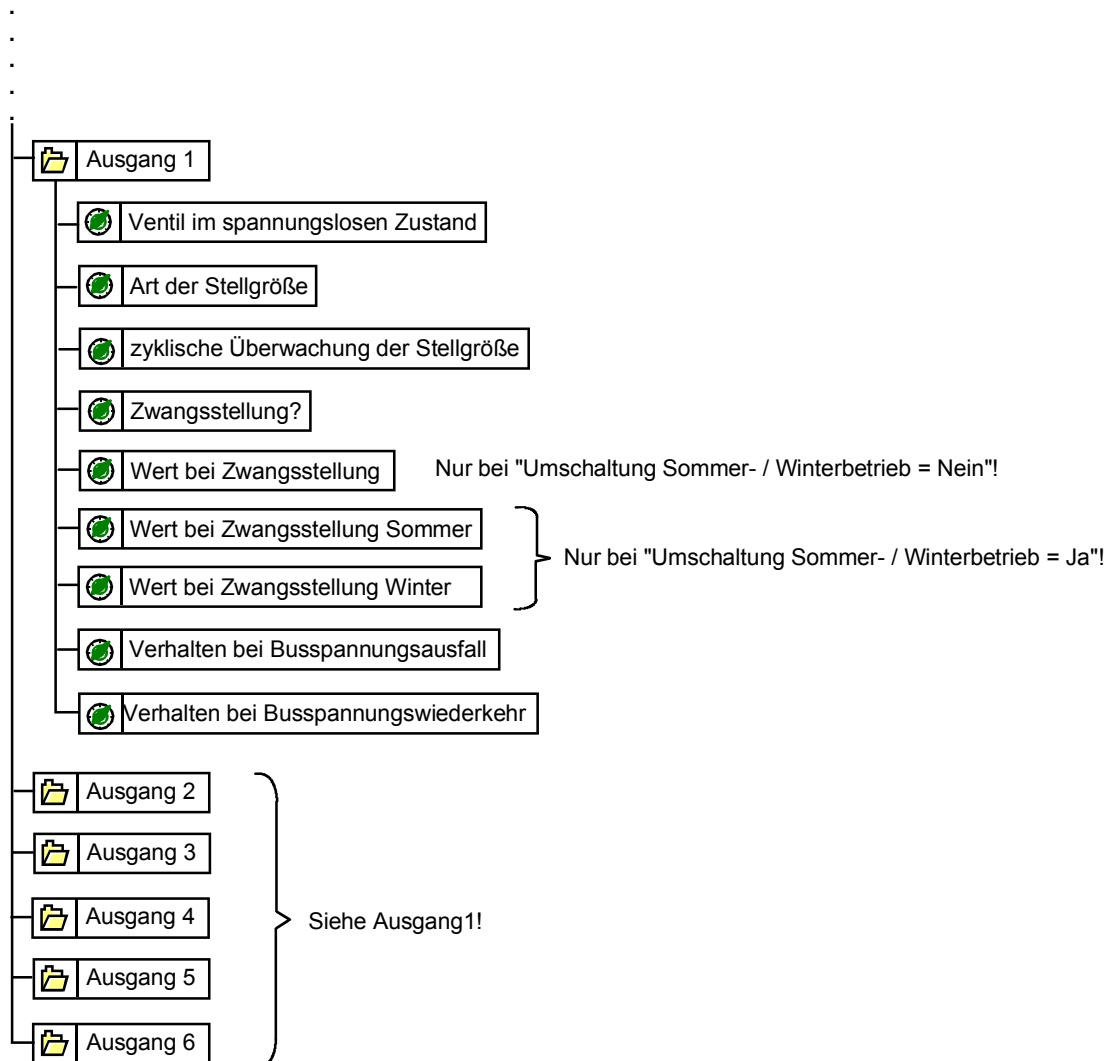 .
.
.
.
.
Ausgang 1
Ventil im spannungslosen Zustand
Art der Stellgröße
zyklische Überwachung der Stellgröße
Zwangsstellung?
Wert bei Zwangsstellung Nur bei "Umschaltung Sommer- / Winterbetrieb = Nein"!
Wert bei Zwangsstellung Sommer
Nur bei "Umschaltung Sommer- / Winterbetrieb = Ja"!
Wert bei Zwangsstellung Winter
Verhalten bei Busspannungsausfall
Verhalten bei Busspannungswiederkehr
Ausgang 2
Ausgang 3
Ausgang 4 Siehe Ausgang1!
Ausgang 5
Ausgang 6